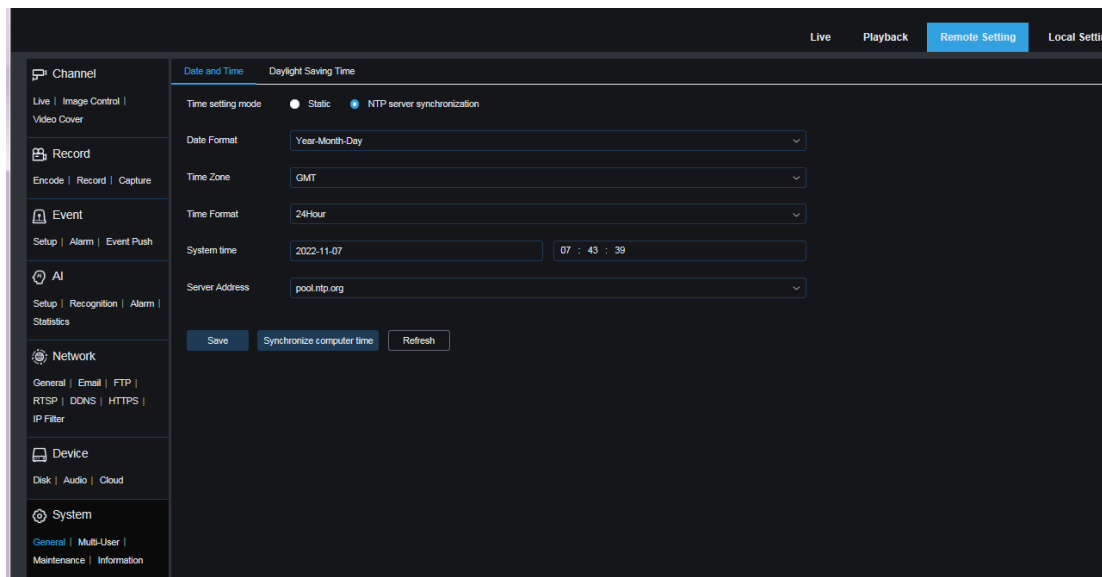 Live Playback Remote Setting Local Setti
Channel
Live | Image Control |
Video Cover
Record
Encode | Record | Capture
Event
Setup | Alarm | Event Push
AI
Setup | Recognition | Alarm |
Statistics
Network
General | Email | FTP |
RTSP | DDNS | HTTPS |
IP Filter
Device
Disk | Audio | Cloud
System
General | Multi-User |
Maintenance | Information
Date and Time Daylight Saving Time
Time setting mode Static NTP server synchronization
Date Format Year-Month-Day
Time Zone GMT
Time Format 24Hour
System time 2022-11-07 07 : 43 : 39
Server Address pool.ntp.org
Save Synchronize computer time Refresh